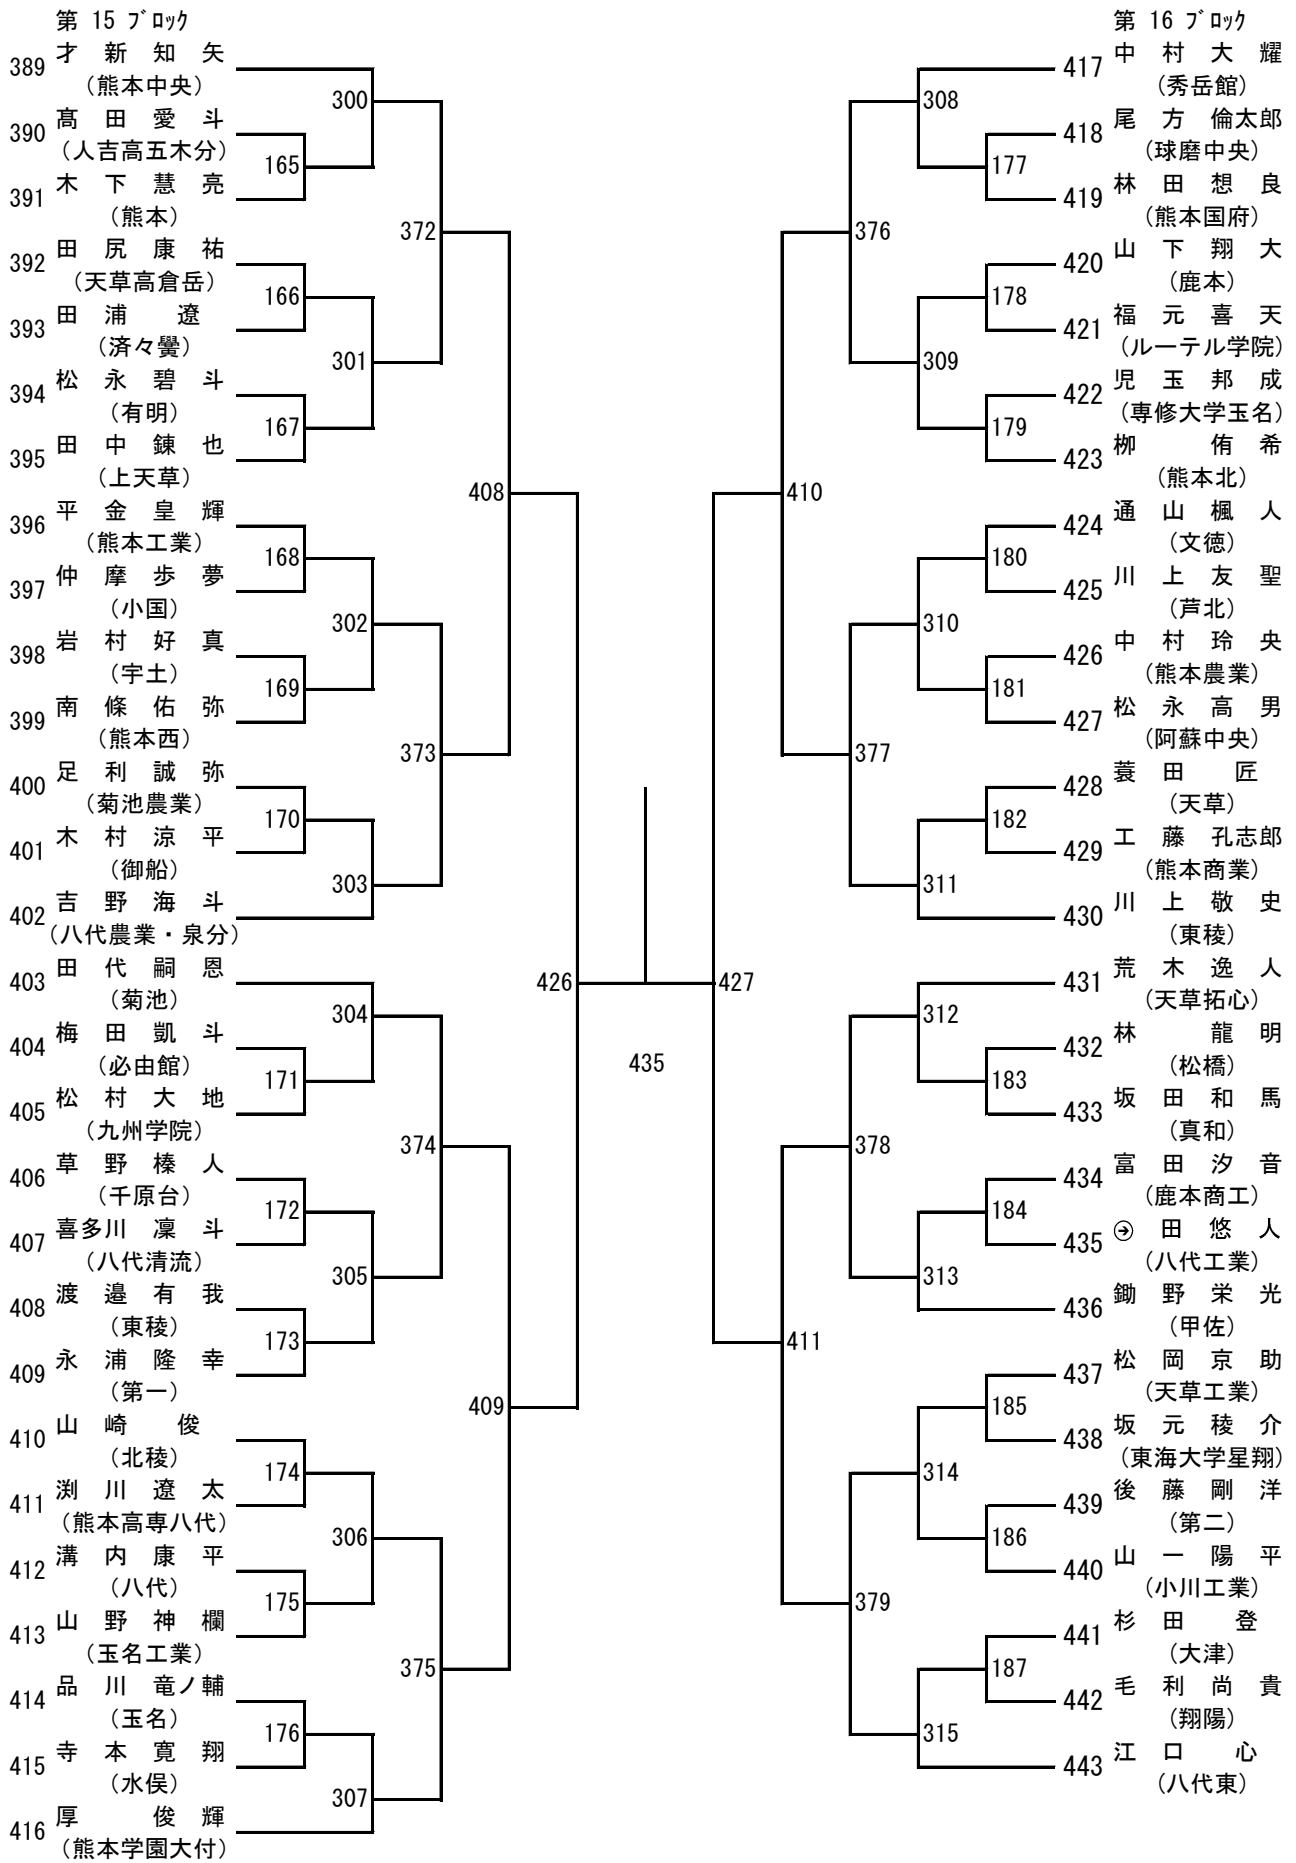 第 15 ﾌﾞﾛｯｸ
389 才 新 知 矢
(熊本中央)
300
390 髙 田 愛 斗
(人吉高五木分)
165
391 木 下 慧 亮
(熊本)
372
392 田 尻 康 祐
(天草高倉岳)
166
393 田 浦 遼
(済々黌)
301
394 松 永 碧 斗
(有明)
167
395 田 中 錬 也
(上天草)
408
396 平 金 皇 輝
(熊本工業)
168
397 仲 摩 歩 夢
(小国)
302
398 岩 村 好 真
(宇土)
169
399 南 條 佑 弥
(熊本西)
373
400 足 利 誠 弥
(菊池農業)
170
401 木 村 涼 平
(御船)
303
402 吉 野 海 斗
(八代農業・泉分)
426
403 田 代 嗣 恩
(菊池)
304
404 梅 田 凱 斗
(必由館)
171
405 松 村 大 地
(九州学院)
374
406 草 野 榛 人
(千原台)
172
407 喜多川 凜 斗
(八代清流)
305
408 渡 邉 有 我
(東稜)
173
409 永 浦 隆 幸
(第一)
409
410 山 崎 俊
(北稜)
174
411 渕 川 遼 太
(熊本高専八代)
306
412 溝 内 康 平
(八代)
175
413 山 野 神 欄
(玉名工業)
375
414 品 川 竜ノ輔
(玉名)
176
415 寺 本 寛 翔
(水俣)
307
416 厚 俊 輝
(熊本学園大付)
435
第 16 ﾌﾞﾛｯｸ
417 中 村 大 耀
(秀岳館)
308
418 尾 方 倫太郎
(球磨中央)
177
419 林 田 想 良
(熊本国府)
376
420 山 下 翔 大
(鹿本)
178
421 福 元 喜 天
(ルーテル学院)
309
422 児 玉 邦 成
(専修大学玉名)
179
423 栁 侑 希
(熊本北)
410
424 通 山 楓 人
(文徳)
180
425 川 上 友 聖
(芦北)
310
426 中 村 玲 央
(熊本農業)
181
427 松 永 高 男
(阿蘇中央)
377
428 蓑 田 匠
(天草)
182
429 工 藤 孔志郎
(熊本商業)
311
430 川 上 敬 史
(東稜)
427
431 荒 木 逸 人
(天草拓心)
312
432 林 龍 明
(松橋)
183
433 坂 田 和 馬
(真和)
378
434 富 田 汐 音
(鹿本商工)
184
435 田 悠 人
(八代工業)
313
436 鋤 野 栄 光
(甲佐)
411
437 松 岡 京 助
(天草工業)
185
438 坂 元 稜 介
(東海大学星翔)
314
439 後 藤 剛 洋
(第二)
186
440 山 一 陽 平
(小川工業)
379
441 杉 田 登
(大津)
187
442 毛 利 尚 貴
(翔陽)
315
443 江 口 心
(八代東)